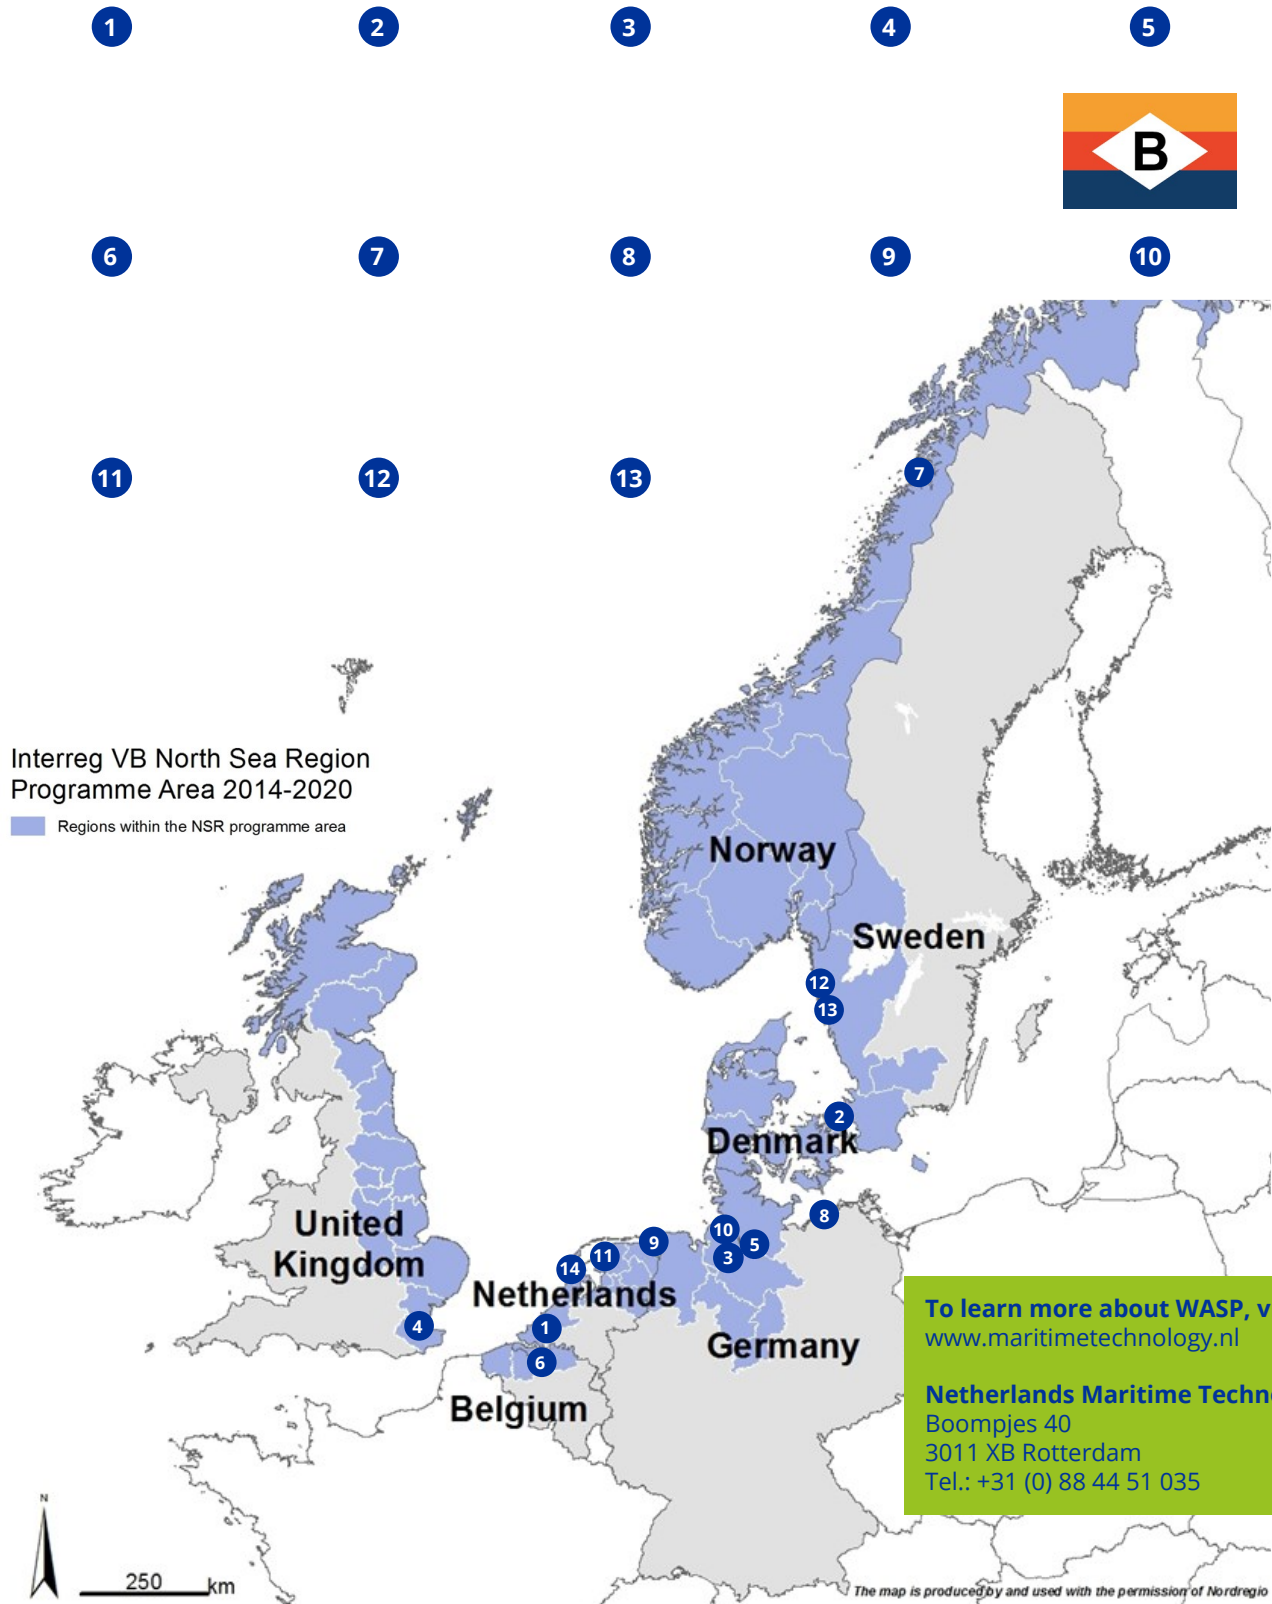 1 2 3 4 5
B
6 7 8 9 10
11 12 13
7
Interreg VB North Sea Region
Programme Area 2014-2020
Regions within the NSR programme area
Norway
Sweden
12
13
2
Denmark
8
United
Kingdom
10
5
3
9
11
14
Netherlands
4
1
6
Germany
Belgium
To learn more about WASP, v
www.maritimetechnology.nl
Netherlands Maritime Techno
Boompjes 40
3011 XB Rotterdam
Tel.: +31 (0) 88 44 51 035
N
250 km
The map is produced by and used with the permission of Nordregio